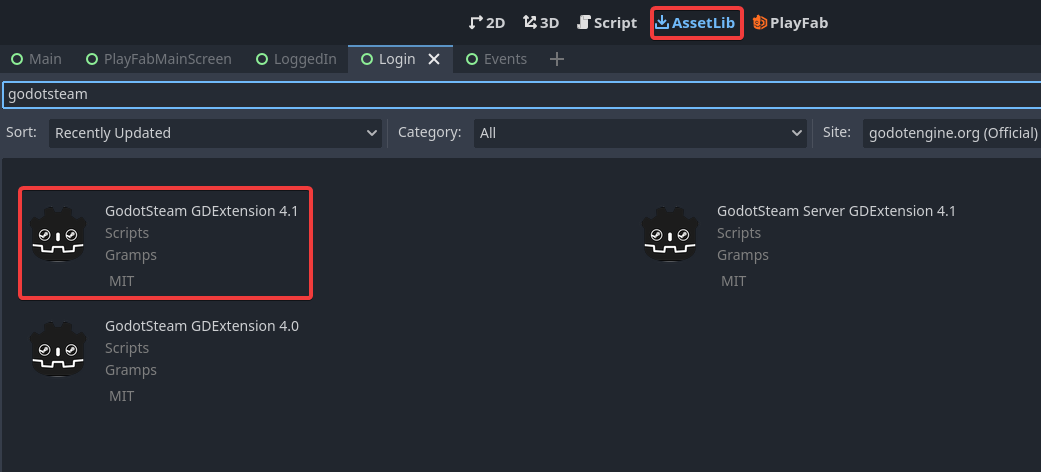 2D 3D Script AssetLib PlayFab
Main PlayFabMainScreen LoggedIn Login Events
godotsteam
Sort: Recently Updated Category: All Site: godotengine.org (Official)
GodotSteam GDExtension 4.1
Scripts
Gramps
MIT
GodotSteam Server GDExtension 4.1
Scripts
Gramps
MIT
GodotSteam GDExtension 4.0
Scripts
Gramps
MIT